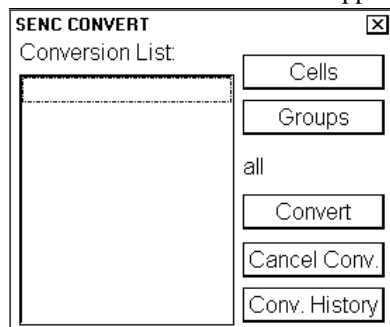 SENC CONVERT
Conversion List:
Cells
Groups
all
Convert
Cancel Conv.
Conv. History